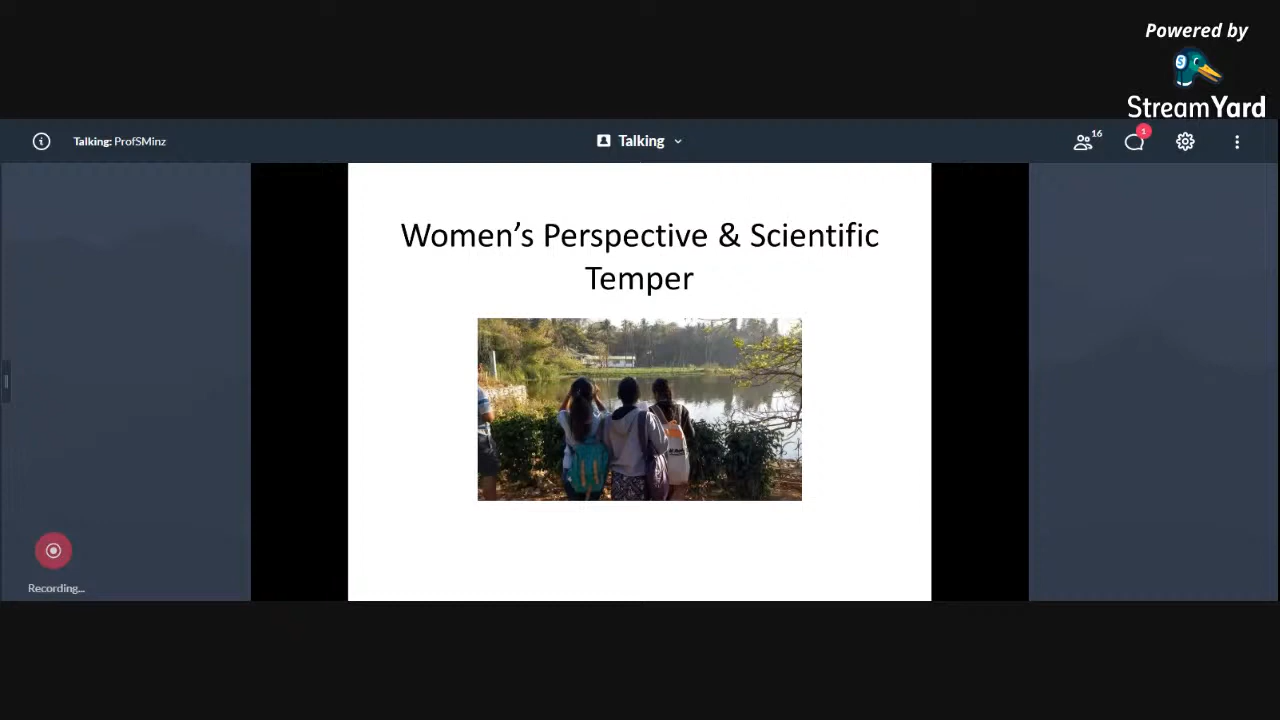 Powered by
StreamYard
Talking: ProfSMinz
Talking
16
1
Women's Perspective & Scientific
Temper
Recording...